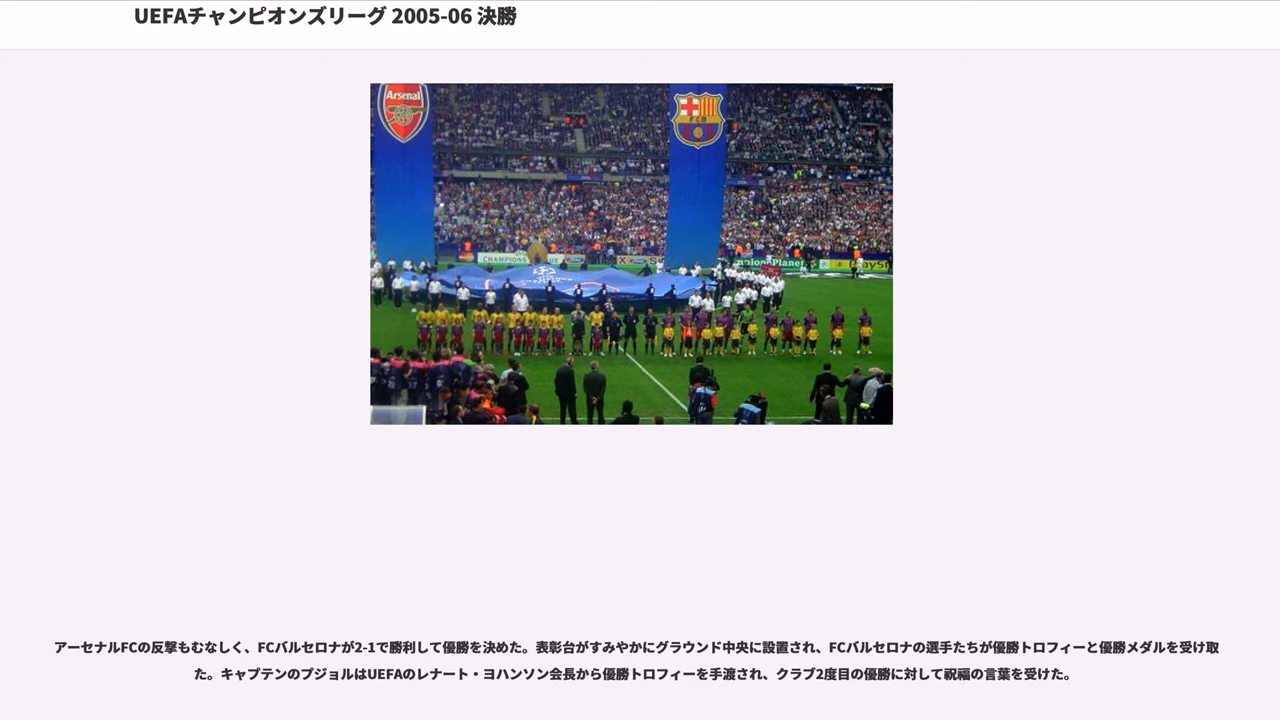 UEFAチャンピオンズリーグ 2005-06 決勝
Arsenal
FCB
CHAMPIONS
アーセナルFCの反撃もむなしく、FCバルセロナが2-1で勝利して優勝を決めた。表彰台がすみやかにグラウンド中央に設置され、FCバルセロナの選手たちが優勝トロフィーと優勝メダルを受け取
た。キャプテンのプジョルはUEFAのレナート・ヨハンソン会長から優勝トロフィーを手渡され、クラブ2度目の優勝に対して祝福の言葉を受けた。